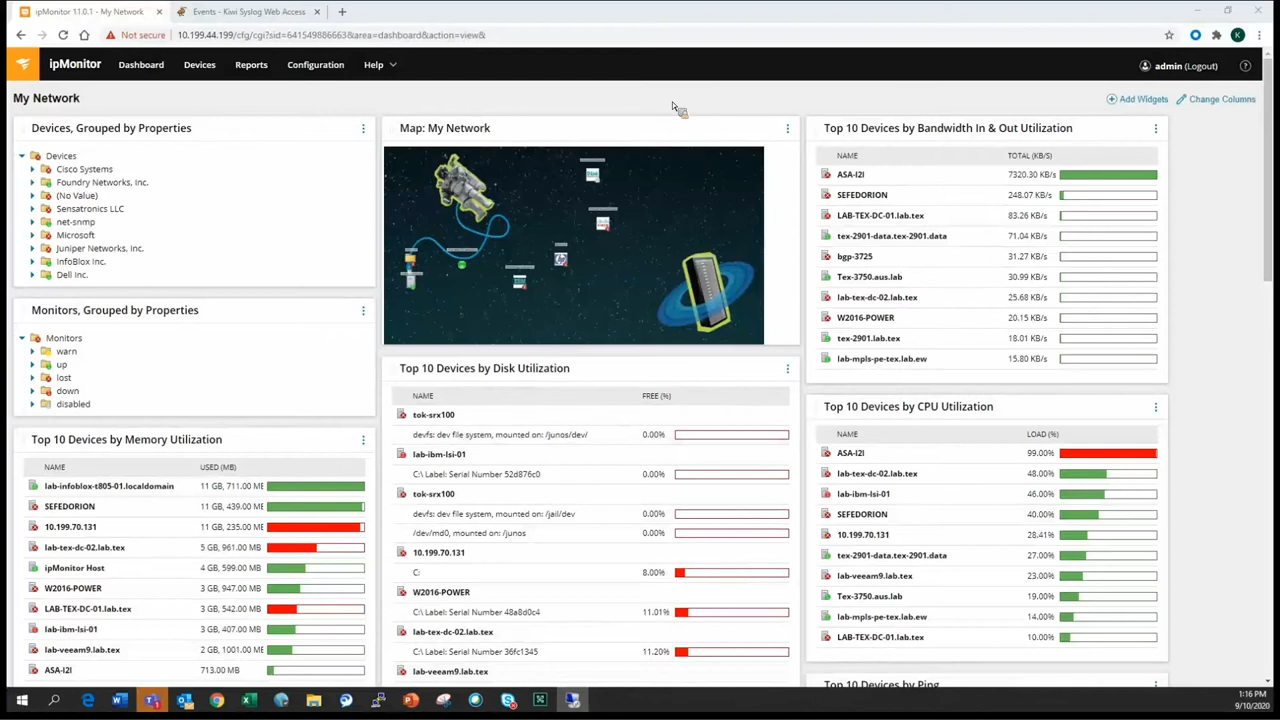 ipMonitor 11.0.1 - My Network
Events - Kiwi Syslog Web Access
Not secure
10.199.44.199/cfg/cgi?sid=641549886663&area=dashboard&action=view&
K
ipMonitor
Dashboard
Devices
Reports
Configuration
Help
admin (Logout)
My Network
Add Widgets
Change Columns
Devices, Grouped by Properties
Devices
Cisco Systems
Foundry Networks, Inc.
(No Value)
Sensatronics LLC
net-snmp
Microsoft
Juniper Networks, Inc.
InfoBlox Inc.
Dell Inc.
Monitors, Grouped by Properties
Monitors
warn
up
lost
down
disabled
Top 10 Devices by Memory Utilization
NAME USED (MB)
lab-infoblox-t805-01.localdomain 11 GB, 711.00 ME
SEFEDORION 11 GB, 439.00 ME
10.199.70.131 11 GB, 235.00 ME
lab-tex-dc-02.lab.tex 5 GB, 961.00 MB
ipMonitor Host 4 GB, 599.00 MB
W2016-POWER 3 GB, 947.00 MB
LAB-TEX-DC-01.lab.tex 3 GB, 542.00 MB
lab-ibm-lsi-01 3 GB, 407.00 MB
lab-veeam9.lab.tex 2 GB, 1001.00 MB
ASA-I2I 713.00 MB
Map: My Network
Top 10 Devices by Disk Utilization
NAME FREE (%)
tok-srx100
devfs: dev file system, mounted on: /junos/dev/ 0.00%
lab-ibm-lsi-01
C:\ Label: Serial Number 52d876c0 0.00%
tok-srx100
devfs: dev file system, mounted on: /jail/dev 0.00%
/dev/md0, mounted on: /junos 0.00%
10.199.70.131
C: 8.00%
W2016-POWER
C:\ Label: Serial Number 48a8d0c4 11.01%
lab-tex-dc-02.lab.tex
C:\ Label: Serial Number 36fc1345 11.20%
lab-veeam9.lab.tex
Top 10 Devices by Bandwidth In & Out Utilization
NAME TOTAL (KB/S)
ASA-I2I 7320.30 KB/s
SEFEDORION 248.07 KB/s
LAB-TEX-DC-01.lab.tex 83.26 KB/s
tex-2901-data.tex-2901.data 71.04 KB/s
bgp-3725 31.27 KB/s
Tex-3750.aus.lab 30.99 KB/s
lab-tex-dc-02.lab.tex 25.68 KB/s
W2016-POWER 20.15 KB/s
tex-2901.lab.tex 18.01 KB/s
lab-mpls-pe-tex.lab.ew 15.80 KB/s
Top 10 Devices by CPU Utilization
NAME LOAD (%)
ASA-I2I 99.00%
lab-tex-dc-02.lab.tex 48.00%
lab-ibm-lsi-01 46.00%
SEFEDORION 40.00%
10.199.70.131 28.41%
tex-2901-data.tex-2901.data 27.00%
lab-veeam9.lab.tex 23.00%
Tex-3750.aus.lab 19.00%
lab-mpls-pe-tex.lab.ew 14.00%
LAB-TEX-DC-01.lab.tex 10.00%
Top 10 Devices by Ping
1:16 PM
9/10/2020